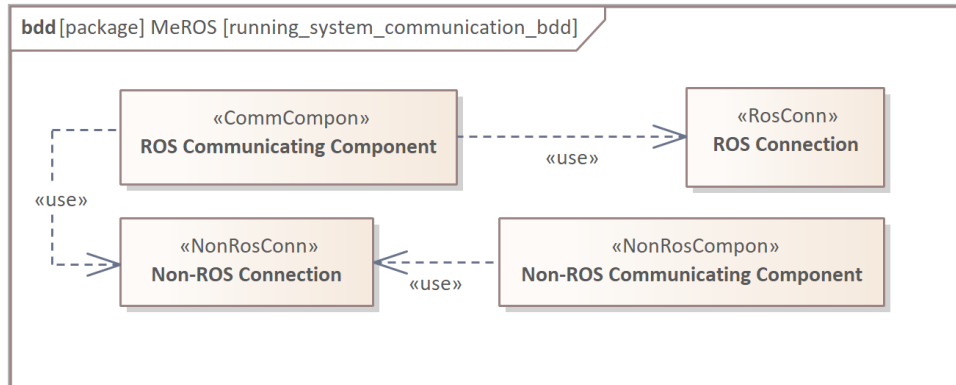 bdd [package] MeROS [running_system_communication_bdd]
«CommCompon»
ROS Communicating Component
«use»
«RosConn»
ROS Connection
«use»
«NonRosConn»
Non-ROS Connection
«use»
«NonRosCompon»
Non-ROS Communicating Component